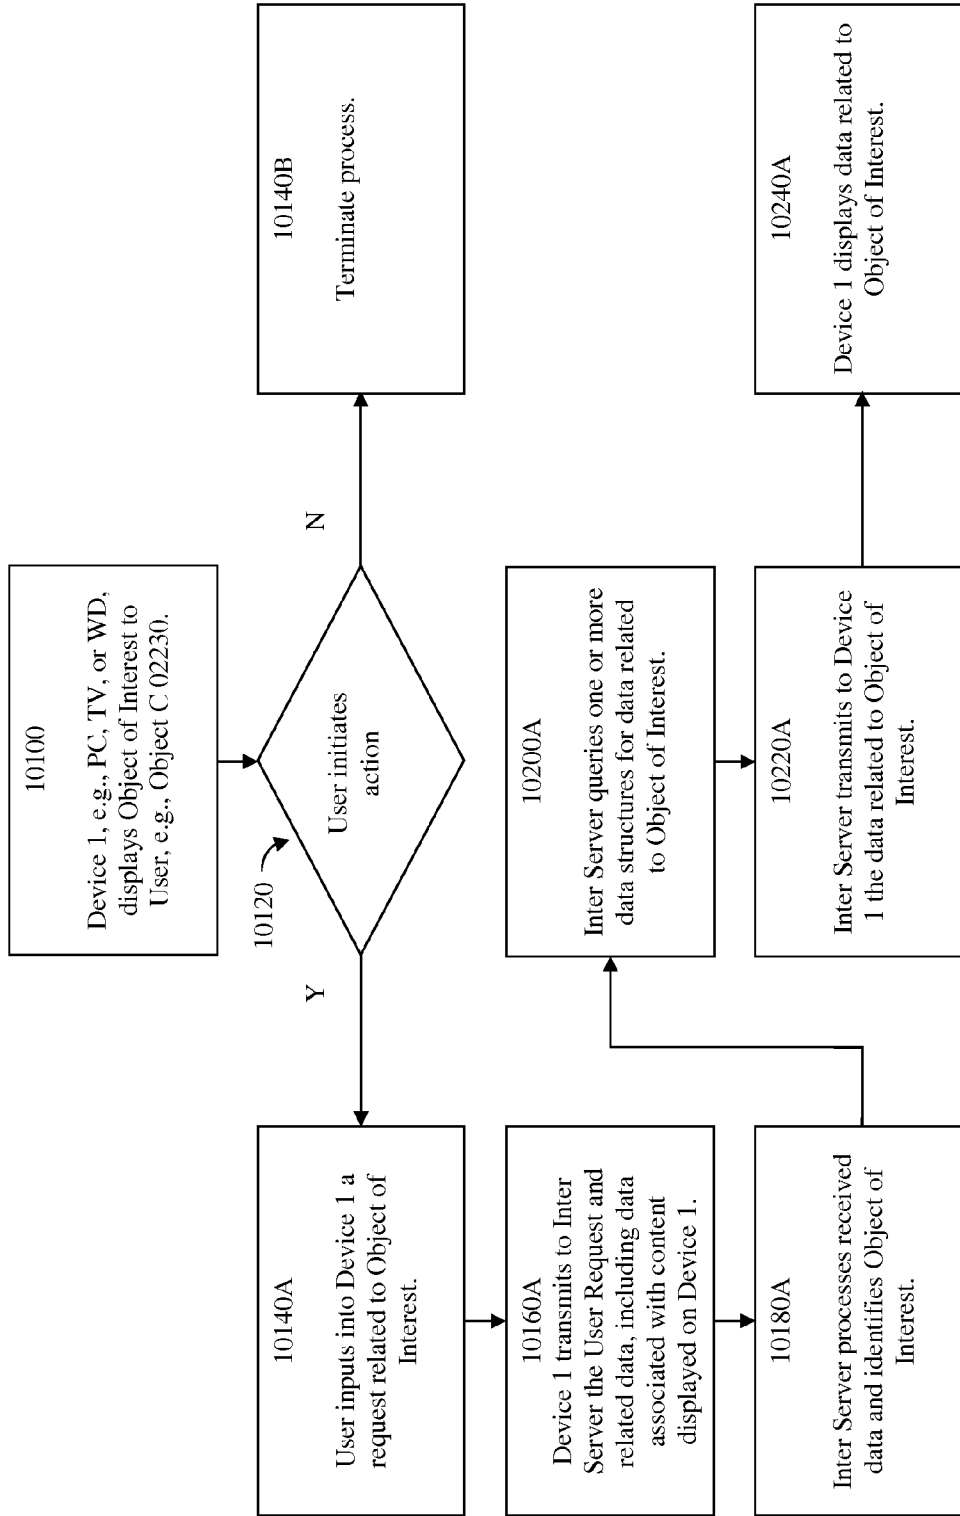 10100
Device 1, e.g., PC, TV, or WD,
displays Object of Interest to
User, e.g., Object C 02230.
10120
User initiates
action
Y
N
10140A
User inputs into Device 1 a
request related to Object of
Interest.
10140B
Terminate process.
10160A
Device 1 transmits to Inter
Server the User Request and
related data, including data
associated with content
displayed on Device 1.
10180A
Inter Server processes received
data and identifies Object of
Interest.
10200A
Inter Server queries one or more
data structures for data related
to Object of Interest.
10220A
Inter Server transmits to Device
1 the data related to Object of
Interest.
10240A
Device 1 displays data related to
Object of Interest.